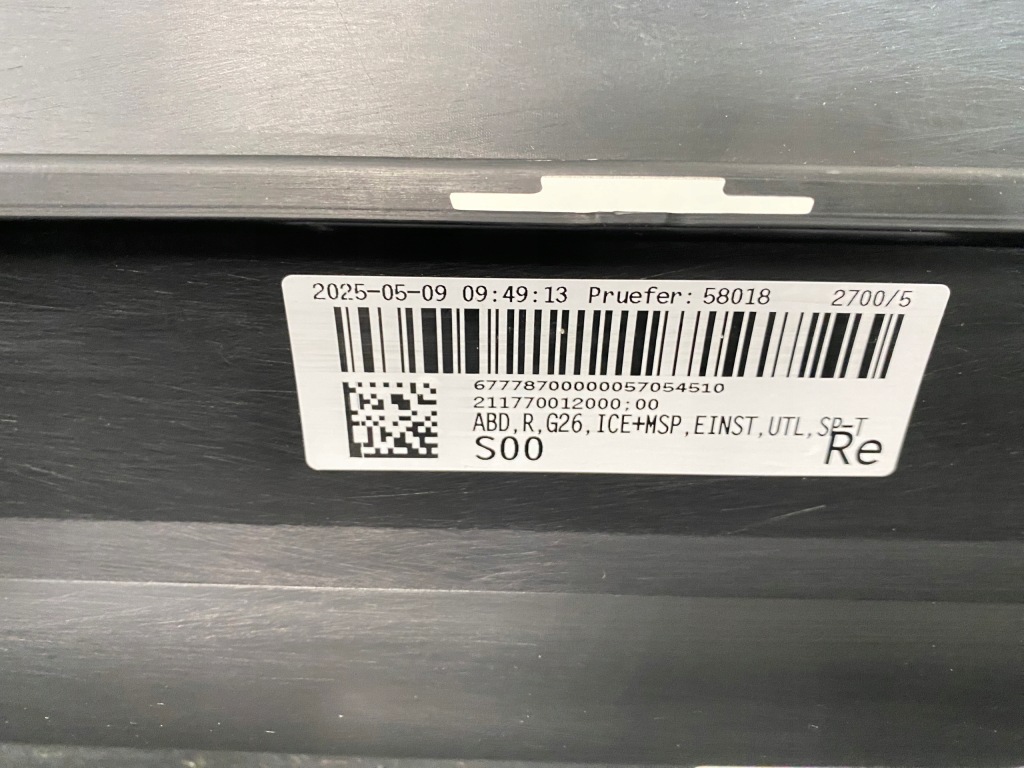 2025-05-09 09:49:13 Pruefer: 58018 2700/5
67778700000057054510
211770012000;00
ABD,R,G26,ICE+MSP,EINST,UTL,SP-T
S00 Re